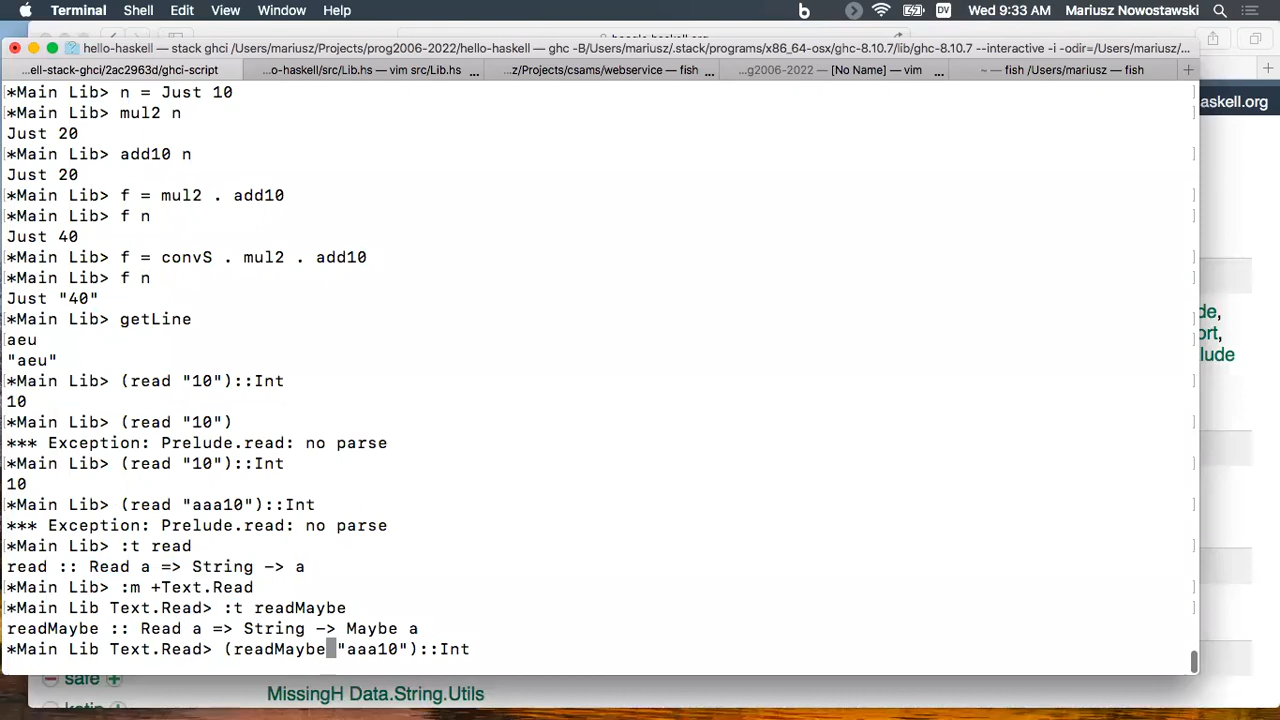 Terminal Shell Edit View Window Help
DV Wed 9:33 AM Mariusz Nowostawski
hello-haskell — stack ghci /Users/mariusz/Projects/prog2006-2022/hello-haskell — ghc -B/Users/mariusz/.stack/programs/x86_64-osx/ghc-8.10.7/lib/ghc-8.10.7 --interactive -i -odir=/Users/mariusz/...
...ell-stack-ghci/2ac2963d/ghci-script ...o-haskell/src/Lib.hs — vim src/Lib.hs ... ...z/Projects/csams/webservice — fish ... ...g2006-2022 — [No Name] — vim ... ~ — fish /Users/mariusz — fish
askell.org
*Main Lib> n = Just 10
*Main Lib> mul2 n
Just 20
*Main Lib> add10 n
Just 20
*Main Lib> f = mul2 . add10
*Main Lib> f n
Just 40
*Main Lib> f = convS . mul2 . add10
*Main Lib> f n
Just "40"
*Main Lib> getLine
aeu
"aeu"
*Main Lib> (read "10")::Int
10
*Main Lib> (read "10")
*** Exception: Prelude.read: no parse
*Main Lib> (read "10")::Int
10
*Main Lib> (read "aaa10")::Int
*** Exception: Prelude.read: no parse
*Main Lib> :t read
read :: Read a => String -> a
*Main Lib> :m +Text.Read
*Main Lib Text.Read> :t readMaybe
readMaybe :: Read a => String -> Maybe a
*Main Lib Text.Read> (readMaybe "aaa10")::Int
de,
ort,
lude
safe
MissingH Data.String.Utils